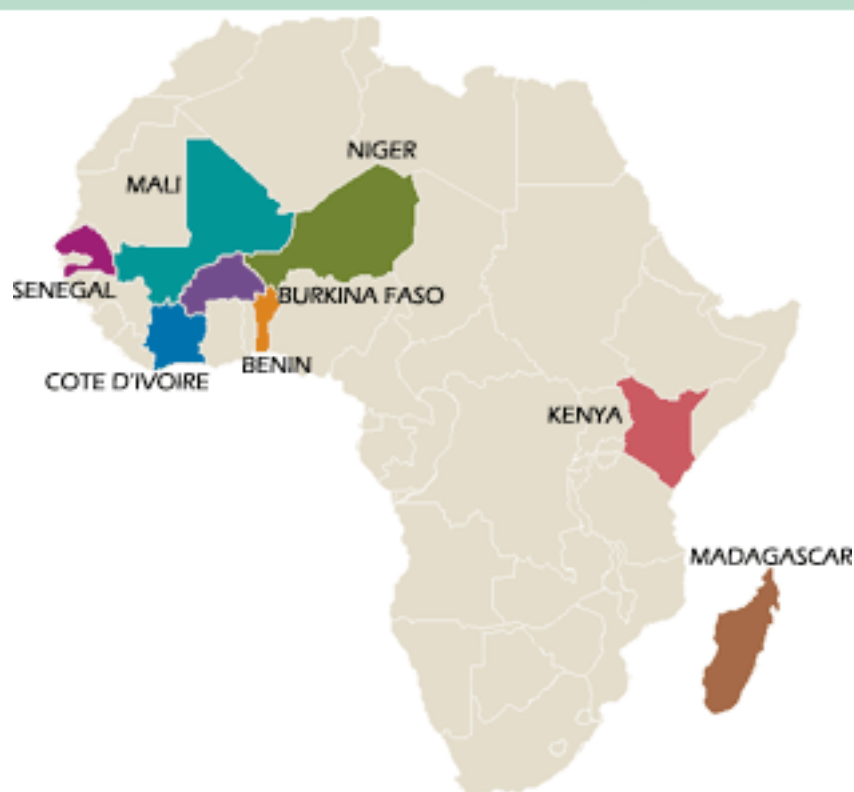 NIGER
MALI
SENEGAL
BURKINA FASO
BENIN
COTE D'IVOIRE
KENYA
MADAGASCAR